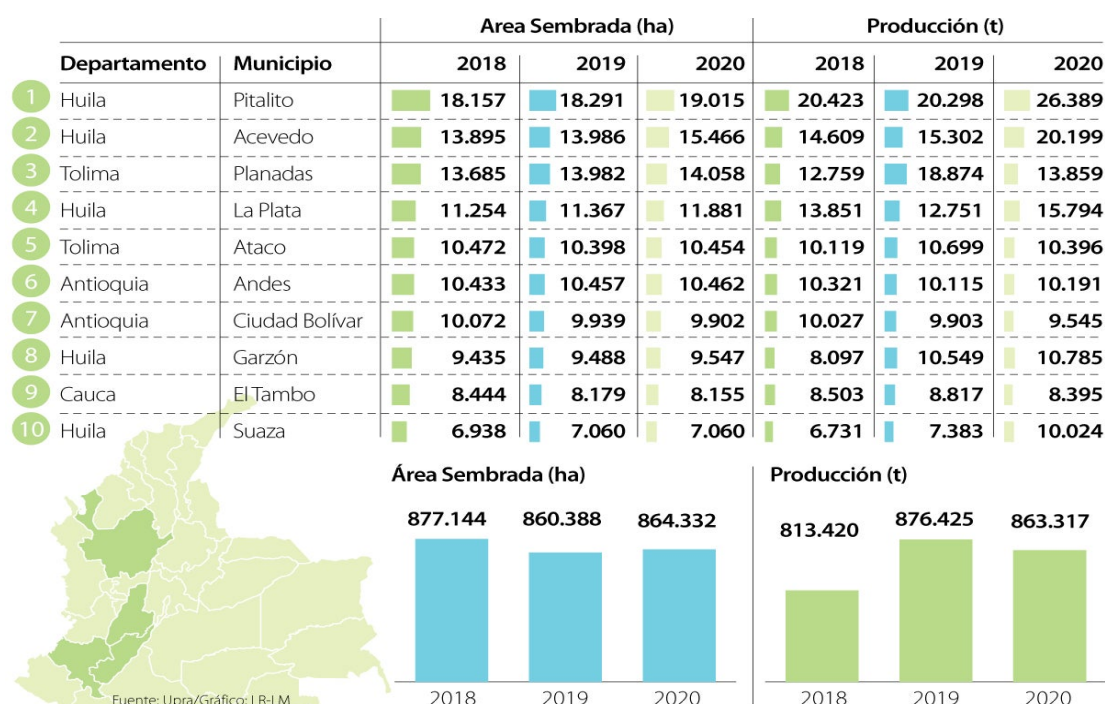 Area Sembrada (ha) Producción (t)
Departamento Municipio 2018 2019 2020 2018 2019 2020
1 Huila Pitalito 18.157 18.291 19.015 20.423 20.298 26.389
2 Huila Acevedo 13.895 13.986 15.466 14.609 15.302 20.199
3 Tolima Planadas 13.685 13.982 14.058 12.759 18.874 13.859
4 Huila La Plata 11.254 11.367 11.881 13.851 12.751 15.794
5 Tolima Ataco 10.472 10.398 10.454 10.119 10.699 10.396
6 Antioquia Andes 10.433 10.457 10.462 10.321 10.115 10.191
7 Antioquia Ciudad Bolívar 10.072 9.939 9.902 10.027 9.903 9.545
8 Huila Garzón 9.435 9.488 9.547 8.097 10.549 10.785
9 Cauca El Tambo 8.444 8.179 8.155 8.503 8.817 8.395
10 Huila Suaza 6.938 7.060 7.060 6.731 7.383 10.024
Área Sembrada (ha) Producción (t)
877.144 860.388 864.332 813.420 876.425 863.317
2018 2019 2020 2018 2019 2020
Fuente: Upra/Gráfico: LR-LM